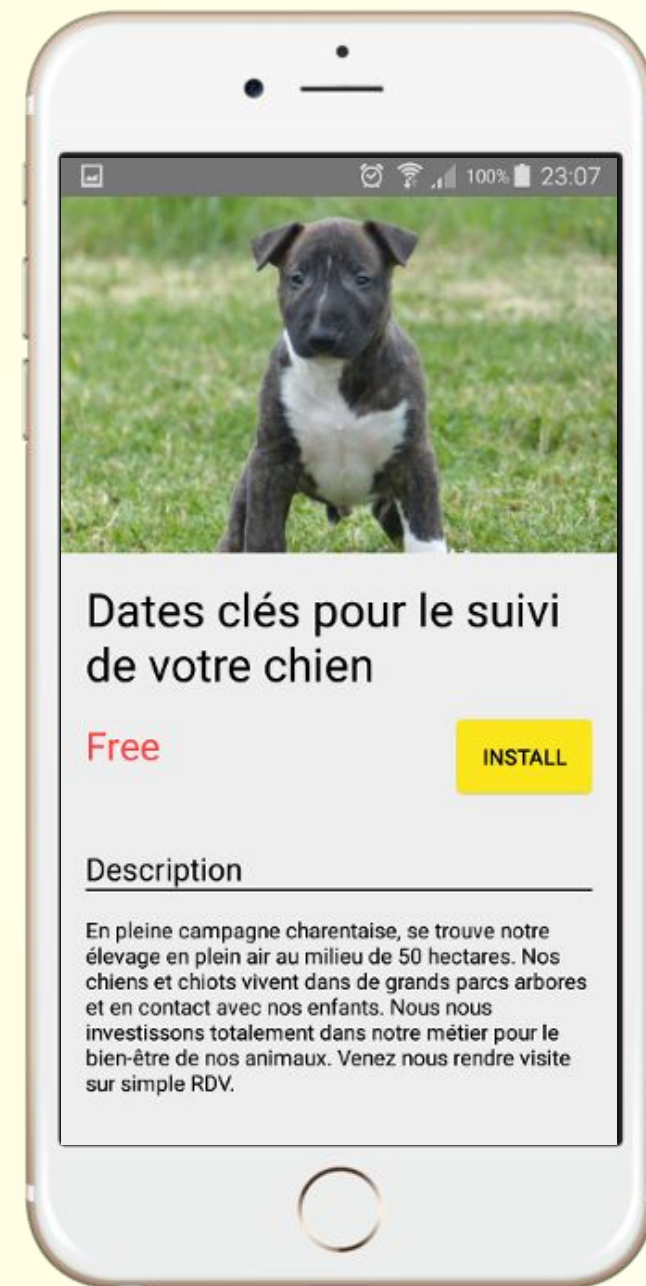 100% 23:07
Dates clés pour le suivi
de votre chien
Free
INSTALL
Description
En pleine campagne charentaise, se trouve notre
élevage en plein air au milieu de 50 hectares. Nos
chiens et chiots vivent dans de grands parcs arbores
et en contact avec nos enfants. Nous nous
investissons totalement dans notre métier pour le
bien-être de nos animaux. Venez nous rendre visite
sur simple RDV.